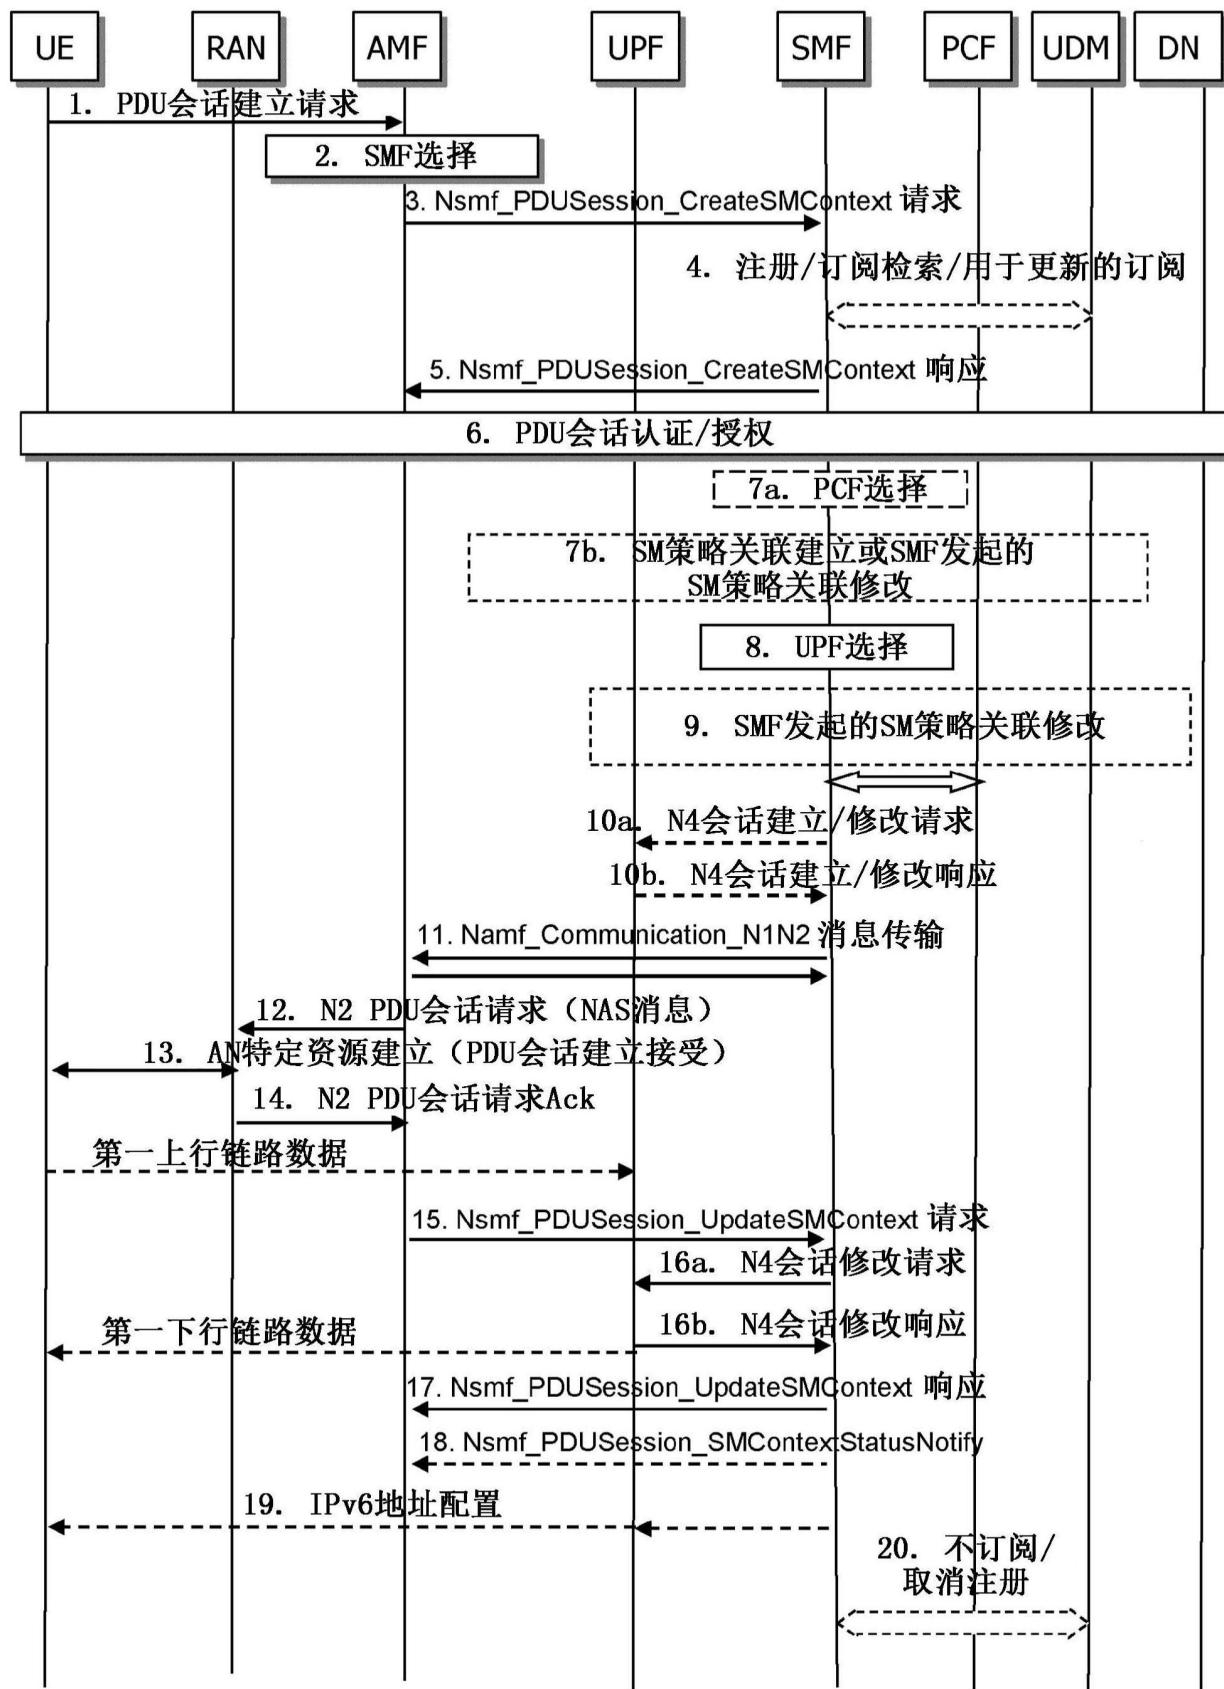 UE RAN AMF UPF SMF PCF UDM DN
1. PDU会话建立请求
2. SMF选择
3. Nsmf_PDUSession_CreateSMContext 请求
4. 注册/订阅检索/用于更新的订阅
5. Nsmf_PDUSession_CreateSMContext 响应
6. PDU会话认证/授权
7a. PCF选择
7b. SM策略关联建立或SMF发起的
SM策略关联修改
8. UPF选择
9. SMF发起的SM策略关联修改
10a. N4会话建立/修改请求
10b. N4会话建立/修改响应
11. Namf_Communication_N1N2 消息传输
12. N2 PDU会话请求（NAS消息）
13. AN特定资源建立（PDU会话建立接受）
14. N2 PDU会话请求Ack
第一上行链路数据
15. Nsmf_PDUSession_UpdateSMContext 请求
16a. N4会话修改请求
第一下行链路数据
16b. N4会话修改响应
17. Nsmf_PDUSession_UpdateSMContext 响应
18. Nsmf_PDUSession_SMContextStatusNotify
19. IPv6地址配置
20. 不订阅/
取消注册